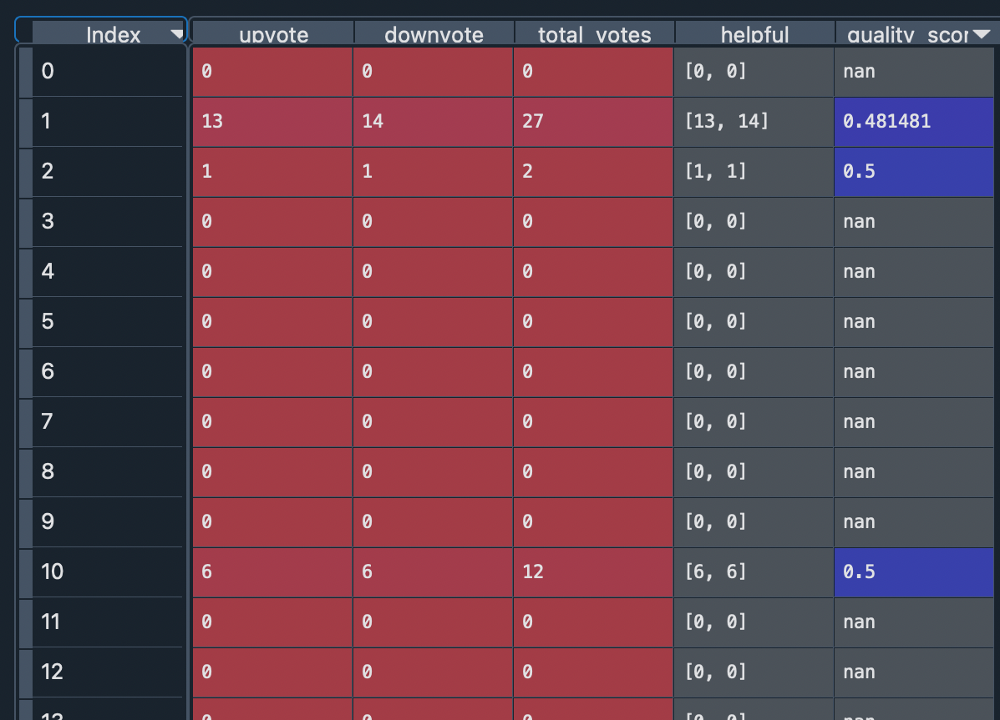 Index upvote downvote total_votes helpful quality_scor
0 0 0 0 [0, 0] nan
1 13 14 27 [13, 14] 0.481481
2 1 1 2 [1, 1] 0.5
3 0 0 0 [0, 0] nan
4 0 0 0 [0, 0] nan
5 0 0 0 [0, 0] nan
6 0 0 0 [0, 0] nan
7 0 0 0 [0, 0] nan
8 0 0 0 [0, 0] nan
9 0 0 0 [0, 0] nan
10 6 6 12 [6, 6] 0.5
11 0 0 0 [0, 0] nan
12 0 0 0 [0, 0] nan
13 0 0 0 [0, 0] nan